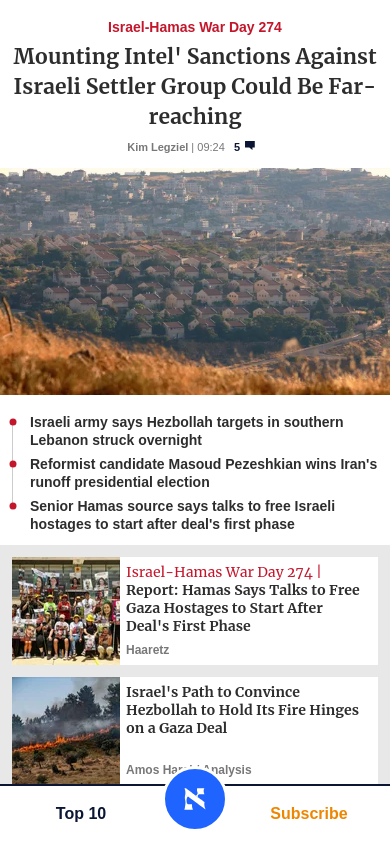 Israel-Hamas War Day 274
Mounting Intel' Sanctions Against
Israeli Settler Group Could Be Far-
reaching
Kim Legziel | 09:24 5
Israeli army says Hezbollah targets in southern
Lebanon struck overnight
Reformist candidate Masoud Pezeshkian wins Iran's
runoff presidential election
Senior Hamas source says talks to free Israeli
hostages to start after deal's first phase
Israel-Hamas War Day 274 |
Report: Hamas Says Talks to Free
Gaza Hostages to Start After
Deal's First Phase
Haaretz
Israel's Path to Convince
Hezbollah to Hold Its Fire Hinges
on a Gaza Deal
Amos Analysis
Top 10
Subscribe